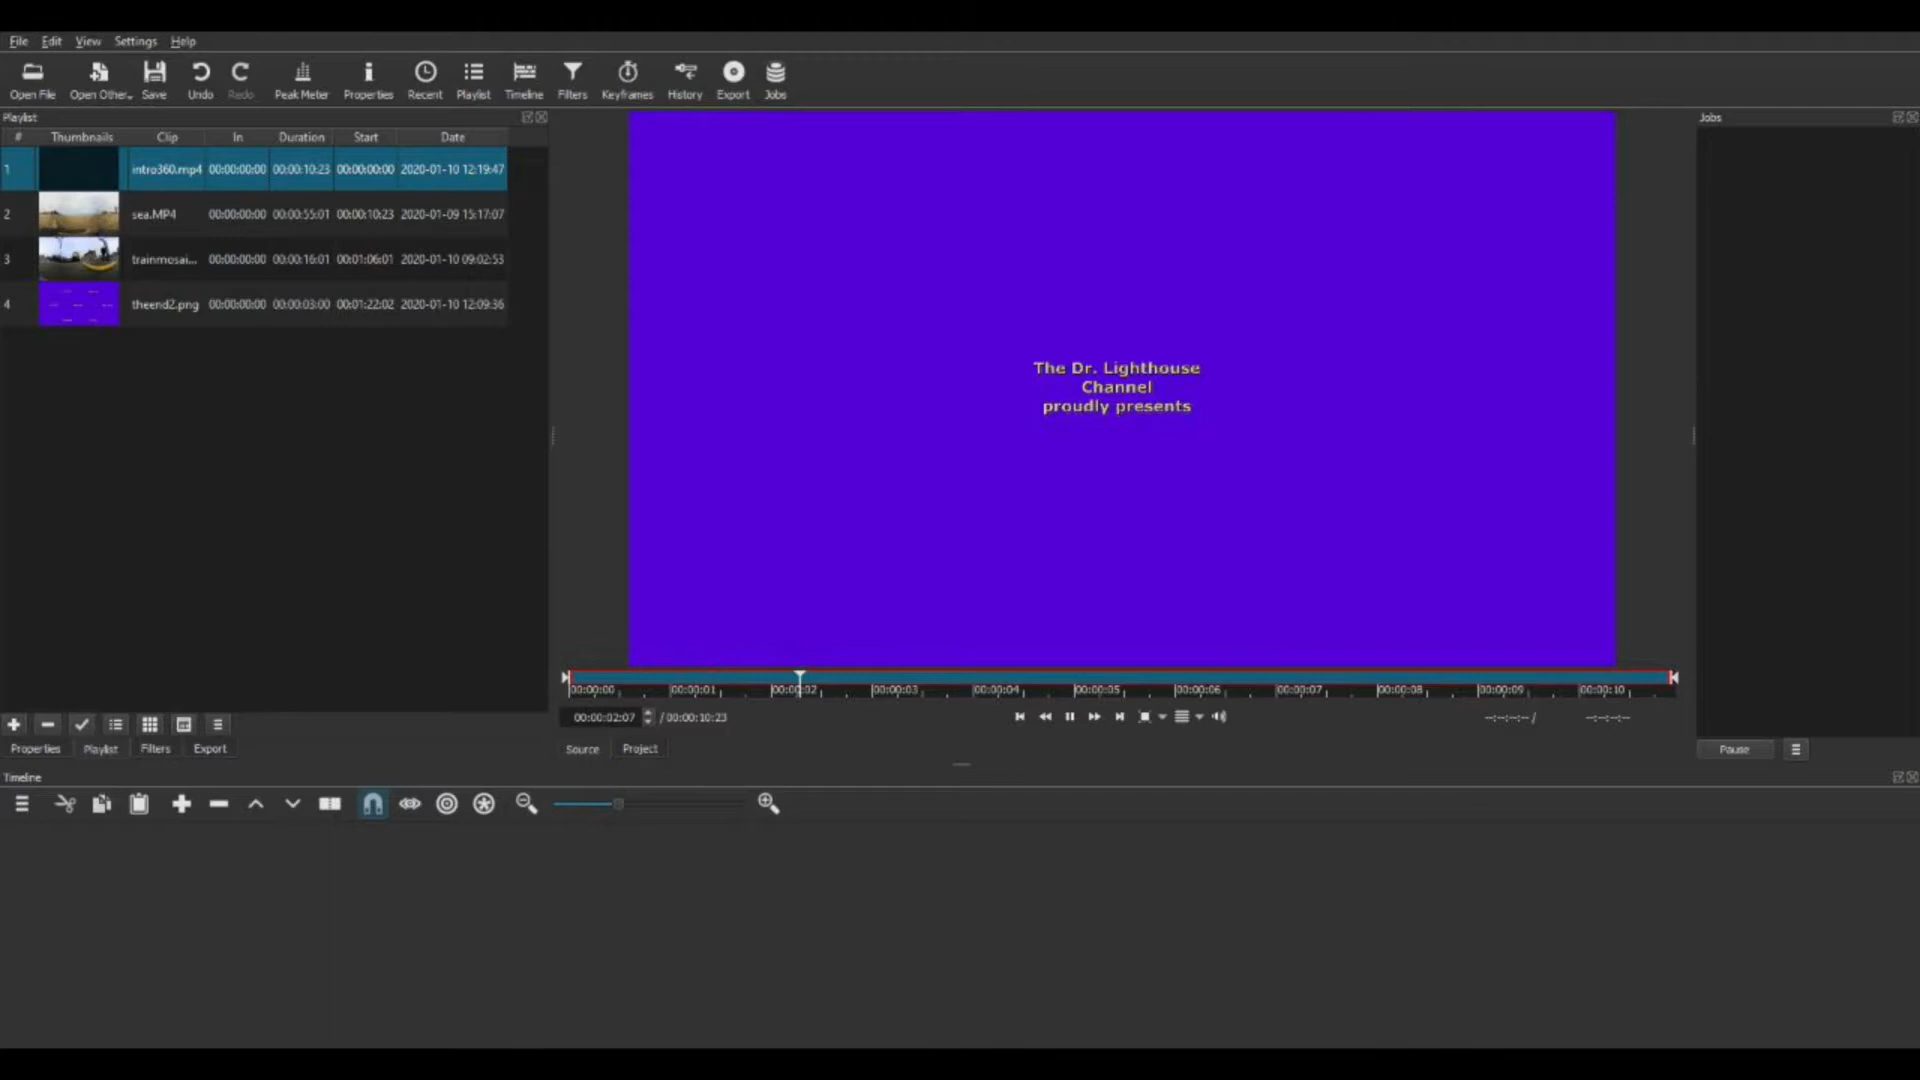 File Edit View Settings Help
Open File Open Other... Save Undo Redo Peak Meter Properties Recent Playlist Timeline Filters Keyframes History Export Jobs
Playlist
# Thumbnails Clip In Duration Start Date
1 intro360.mp4 00:00:00:00 00:00:10:23 00:00:00:00 2020-01-10 12:19:47
2 sea.MP4 00:00:00:00 00:00:55:01 00:00:10:23 2020-01-09 15:17:07
3 trainmosai... 00:00:00:00 00:00:16:01 00:01:06:01 2020-01-10 09:02:53
4 theend2.png 00:00:00:00 00:00:03:00 00:01:22:02 2020-01-10 12:09:36
The Dr. Lighthouse
Channel
proudly presents
Jobs
00:00:00 00:00:01 00:00:02 00:00:03 00:00:04 00:00:05 00:00:06 00:00:07 00:00:08 00:00:09 00:00:10
00:00:02:07 / 00:00:10:23 --:--:--:-- / --:--:--:--
Properties Playlist Filters Export
Source Project
Pause
Timeline